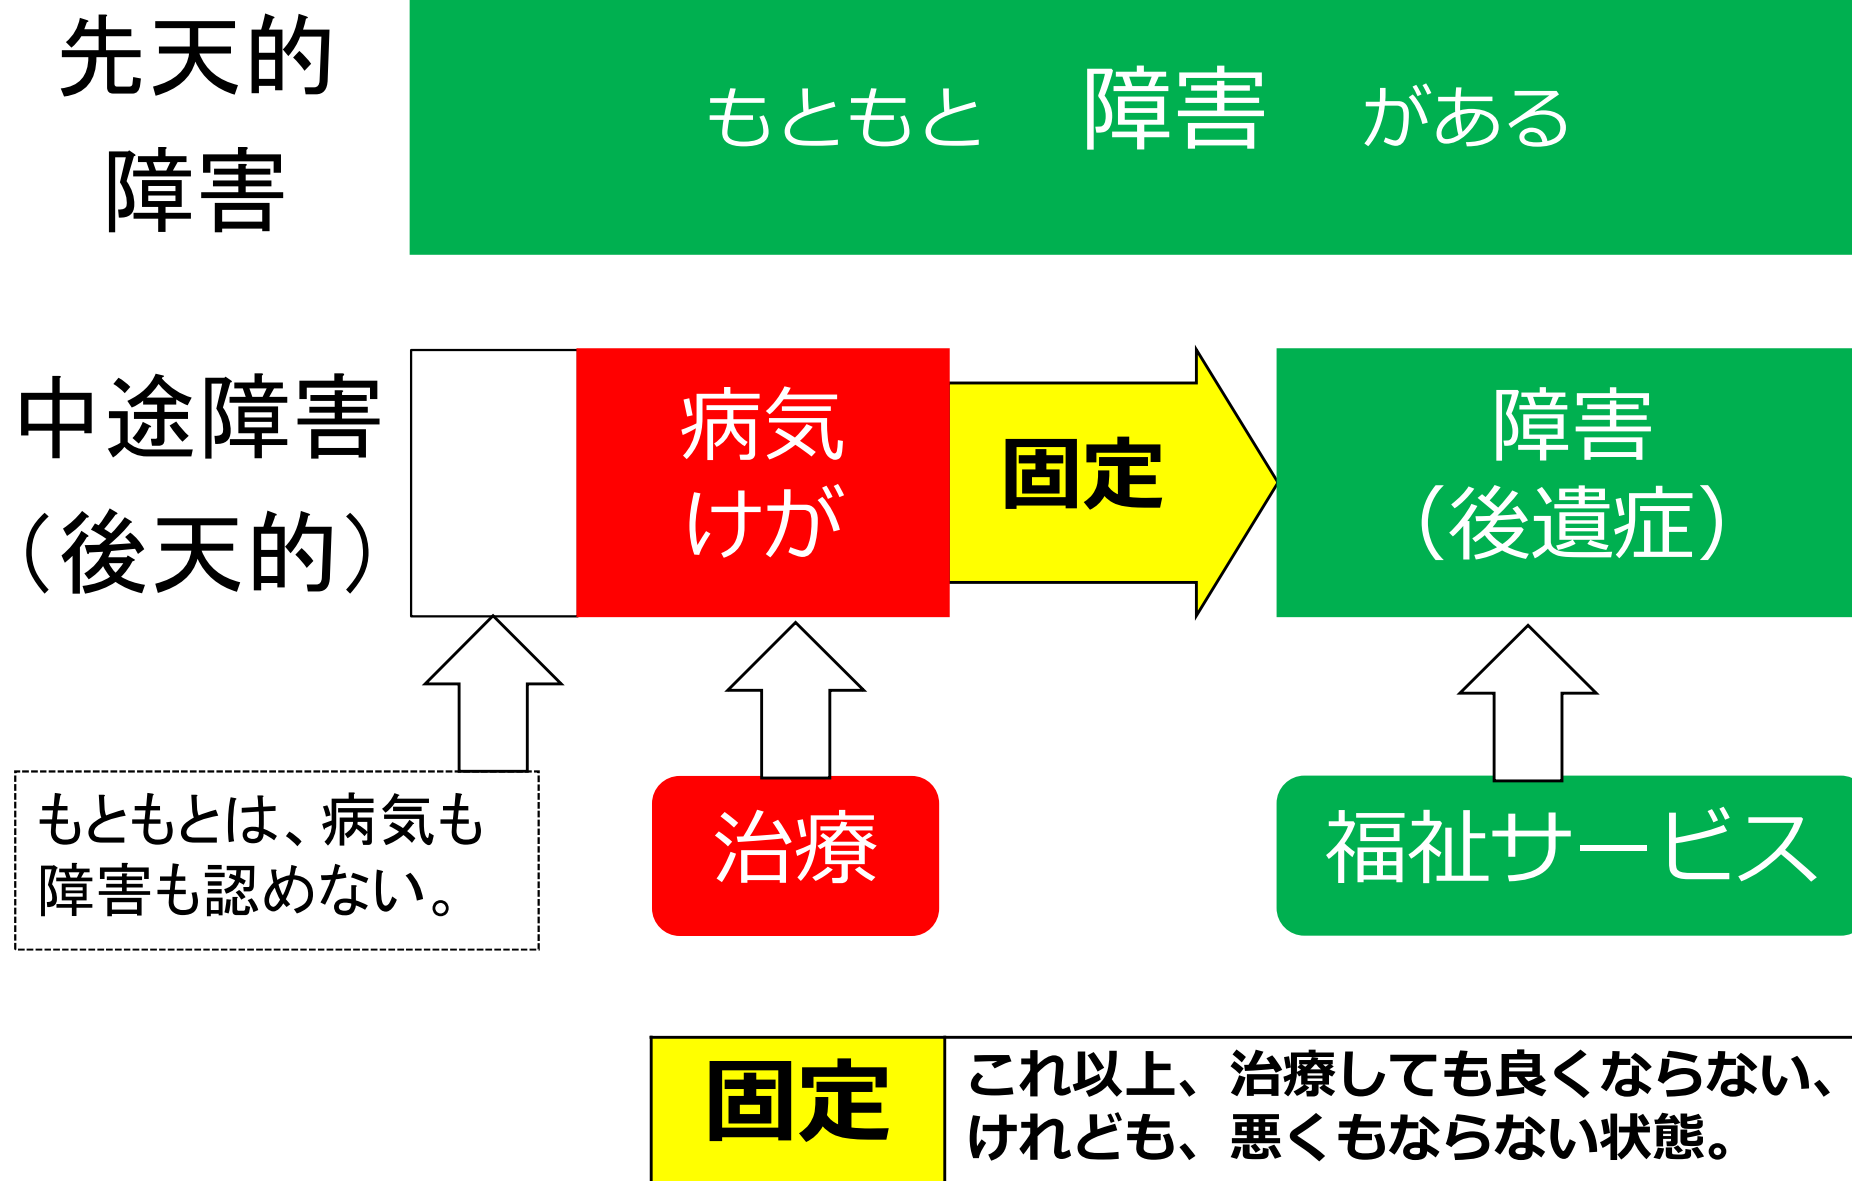 先天的
障害
もともと 障害 がある
中途障害
（後天的）
病気
けが
固定
障害
（後遺症）
もともとは、病気も
障害も認めない。
治療
福祉サービス
固定
これ以上、治療しても良くならない、
けれども、悪くもならない状態。